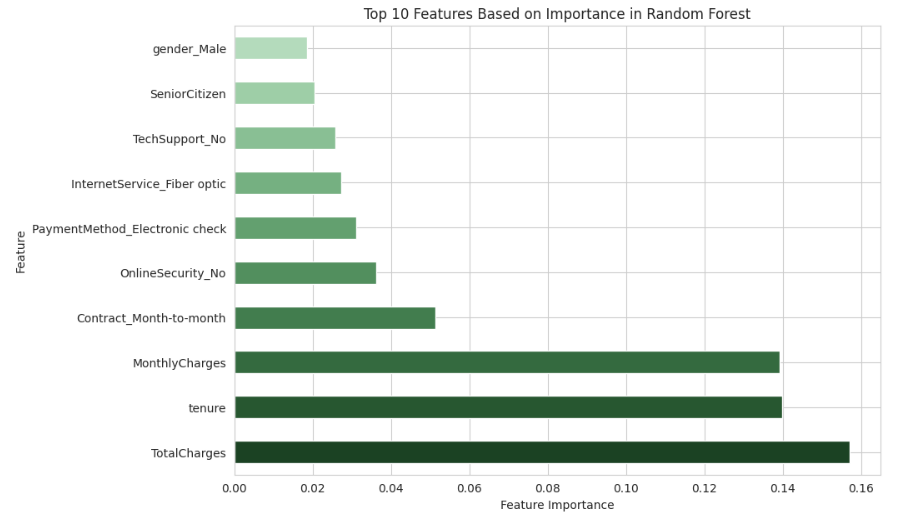 Top 10 Features Based on Importance in Random Forest
gender_Male
SeniorCitizen
TechSupport_No
InternetService_Fiber optic
PaymentMethod_Electronic check
OnlineSecurity_No
Contract_Month-to-month
MonthlyCharges
tenure
TotalCharges
Feature
0.00 0.02 0.04 0.06 0.08 0.10 0.12 0.14 0.16
Feature Importance